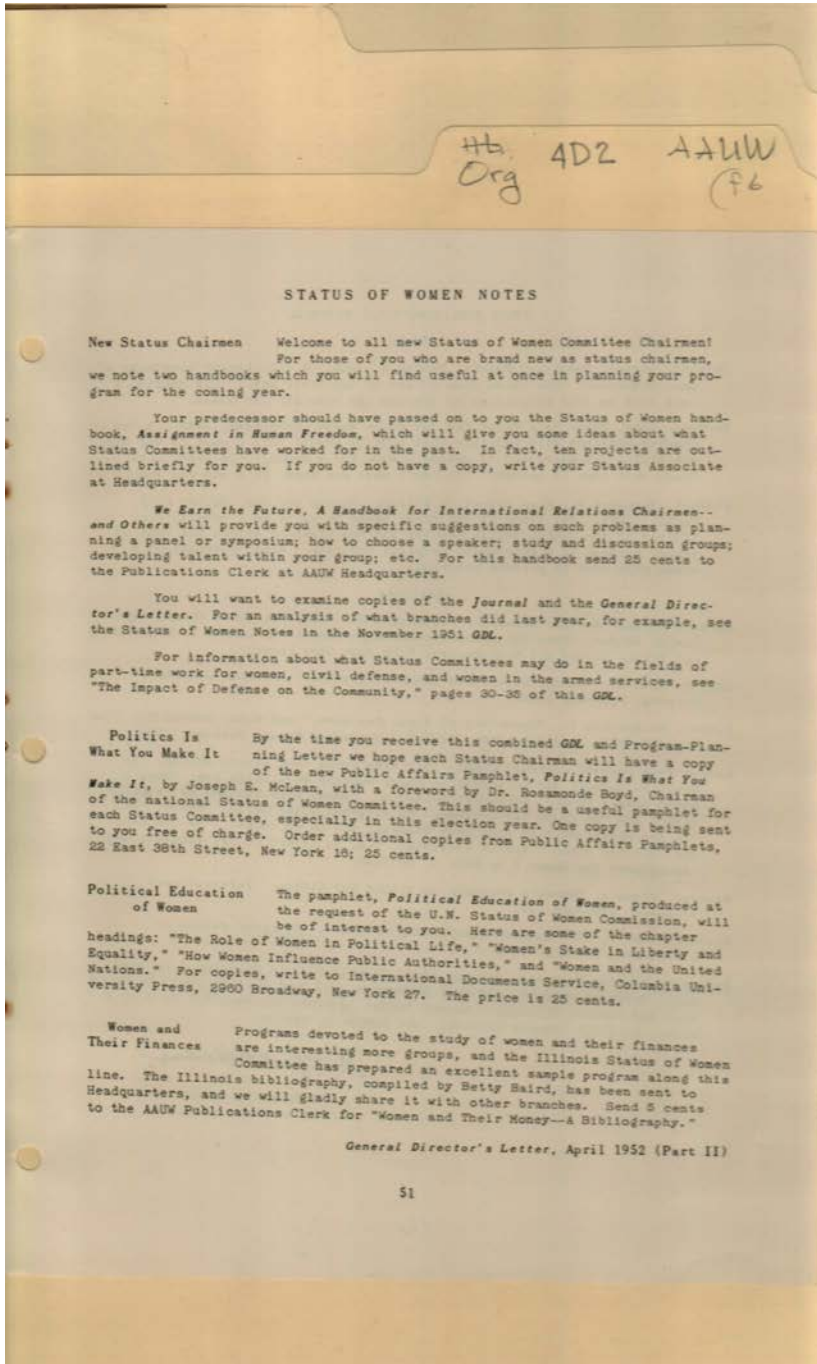 Hb. 4D2 AAUW
Org (f6
STATUS OF WOMEN NOTES
New Status Chairmen Welcome to all new Status of Women Committee Chairmen!
For those of you who are brand new as status chairmen,
we note two handbooks which you will find useful at once in planning your pro-
gram for the coming year.
Your predecessor should have passed on to you the Status of Women hand-
book, Assignment in Human Freedom, which will give you some ideas about what
Status Committees have worked for in the past. In fact, ten projects are out-
lined briefly for you. If you do not have a copy, write your Status Associate
at Headquarters.
We Earn the Future, A Handbook for International Relations Chairmen--
and Others will provide you with specific suggestions on such problems as plan-
ning a panel or symposium; how to choose a speaker; study and discussion groups;
developing talent within your group; etc. For this handbook send 25 cents to
the Publications Clerk at AAUW Headquarters.
You will want to examine copies of the Journal and the General Direc-
tor's Letter. For an analysis of what branches did last year, for example, see
the Status of Women Notes in the November 1951 GDL.
For information about what Status Committees may do in the fields of
part-time work for women, civil defense, and women in the armed services, see
"The Impact of Defense on the Community," pages 30-38 of this GDL.
Politics Is By the time you receive this combined GDL and Program-Plan-
What You Make It ning Letter we hope each Status Chairman will have a copy
of the new Public Affairs Pamphlet, Politics Is What You
Make It, by Joseph E. McLean, with a foreword by Dr. Rosamonde Boyd, Chairman
of the national Status of Women Committee. This should be a useful pamphlet for
each Status Committee, especially in this election year. One copy is being sent
to you free of charge. Order additional copies from Public Affairs Pamphlets,
22 East 38th Street, New York 16; 25 cents.
Political Education The pamphlet, Political Education of Women, produced at
of Women the request of the U.N. Status of Women Commission, will
be of interest to you. Here are some of the chapter
headings: "The Role of Women in Political Life," "Women's Stake in Liberty and
Equality," "How Women Influence Public Authorities," and "Women and the United
Nations." For copies, write to International Documents Service, Columbia Uni-
versity Press, 2960 Broadway, New York 27. The price is 25 cents.
Women and Programs devoted to the study of women and their finances
Their Finances are interesting more groups, and the Illinois Status of Women
Committee has prepared an excellent sample program along this
line. The Illinois bibliography, compiled by Betty Baird, has been sent to
Headquarters, and we will gladly share it with other branches. Send 5 cents
to the AAUW Publications Clerk for "Women and Their Money--A Bibliography."
General Director's Letter, April 1952 (Part II)
51